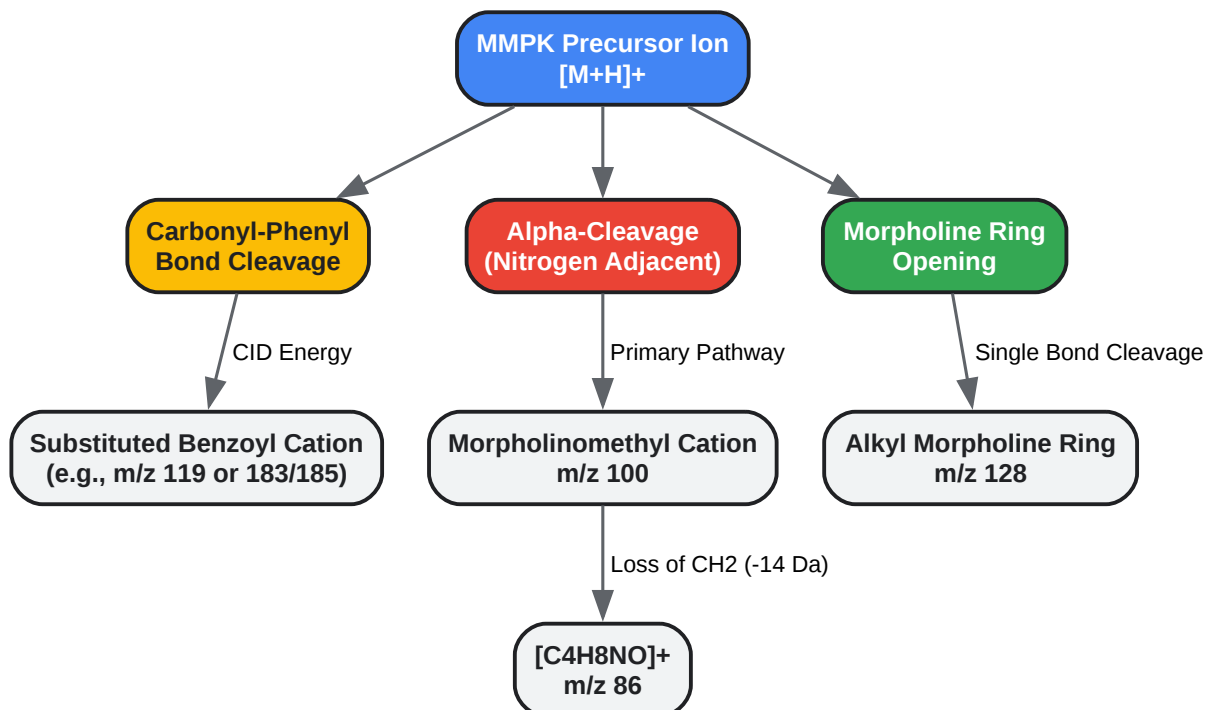 MMPK Precursor Ion
[M+H]+
Carbonyl-Phenyl
Bond Cleavage
Alpha-Cleavage
(Nitrogen Adjacent)
Morpholine Ring
Opening
CID Energy
Primary Pathway
Single Bond Cleavage
Substituted Benzoyl Cation
(e.g., m/z 119 or 183/185)
Morpholinomethyl Cation
m/z 100
Alkyl Morpholine Ring
m/z 128
Loss of CH2 (-14 Da)
[C4H8NO]+
m/z 86